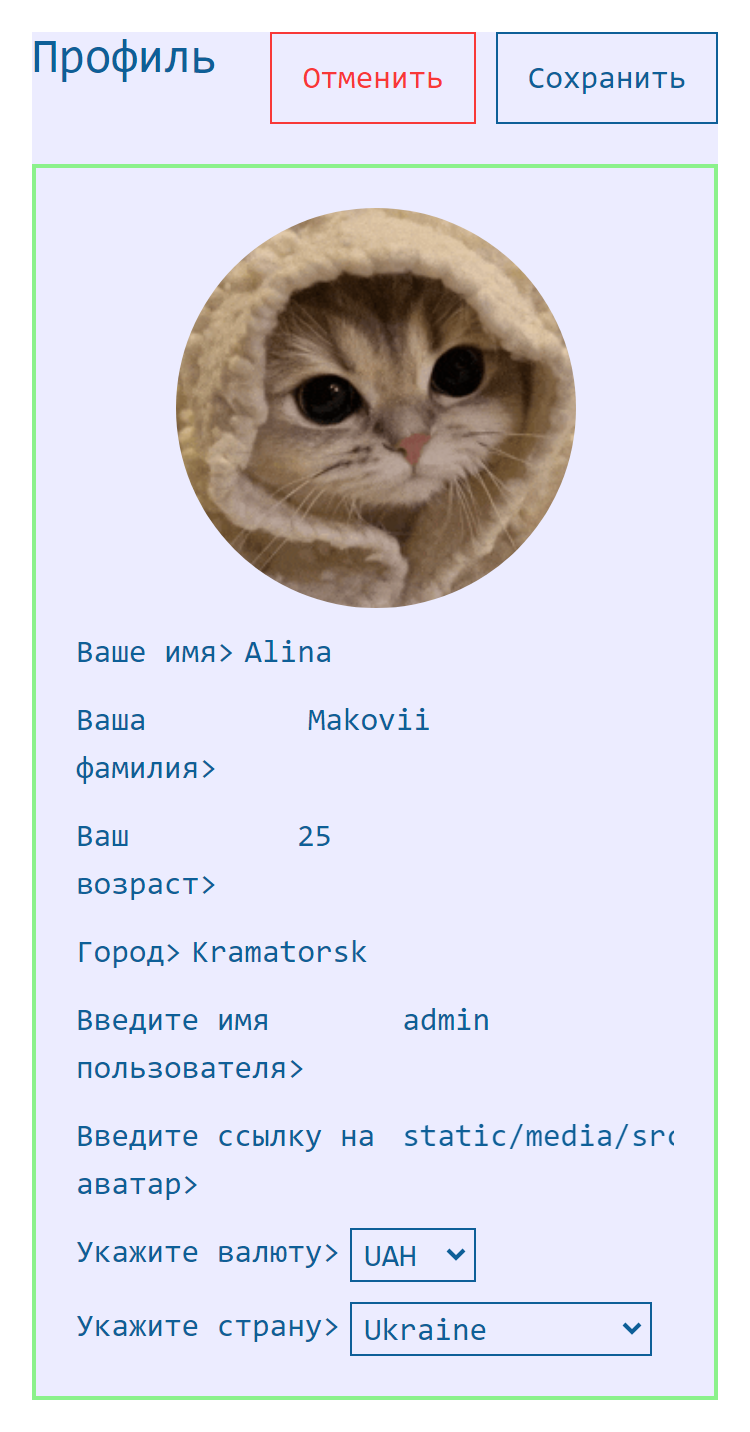 Профиль
Отменить
Сохранить
Ваше имя> Alina
Ваша Makovii
фамилия>
Ваш 25
возраст>
Город> Kramatorsk
Введите имя admin
пользователя>
Введите ссылку на static/media/src
аватар>
Укажите валюту> UAH
Укажите страну> Ukraine